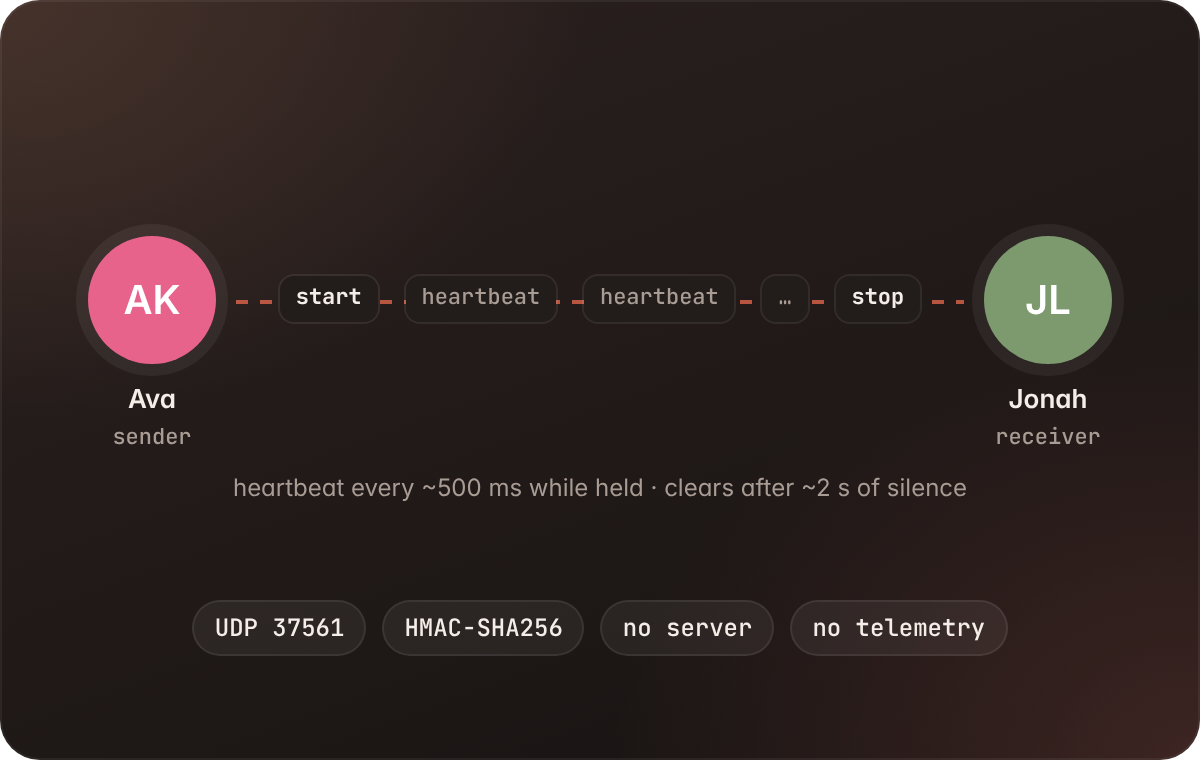 AK start heartbeat heartbeat … stop JL
Ava Jonah
sender receiver
heartbeat every ~500 ms while held · clears after ~2 s of silence
UDP 37561 HMAC-SHA256 no server no telemetry